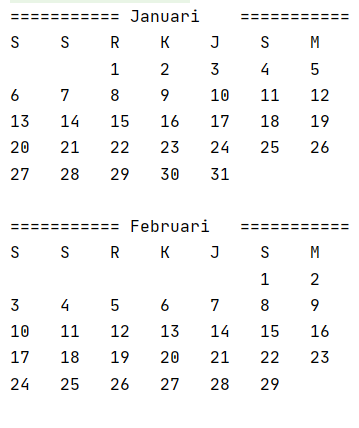 =========== Januari    ===========
S    S    R    K    J    S    M
          1    2    3    4    5
6    7    8    9    10   11   12
13   14   15   16   17   18   19
20   21   22   23   24   25   26
27   28   29   30   31
=========== Februari   ===========
S    S    R    K    J    S    M
                         1    2
3    4    5    6    7    8    9
10   11   12   13   14   15   16
17   18   19   20   21   22   23
24   25   26   27   28   29